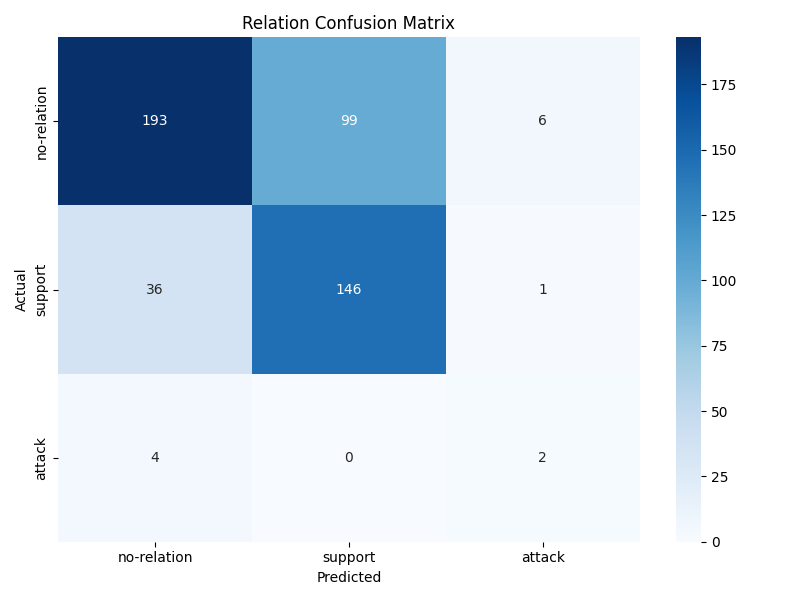 Relation Confusion Matrix
Actual
no-relation
193
99
6
support
36
146
1
attack
4
0
2
no-relation
support
attack
Predicted
175
150
125
100
75
50
25
0